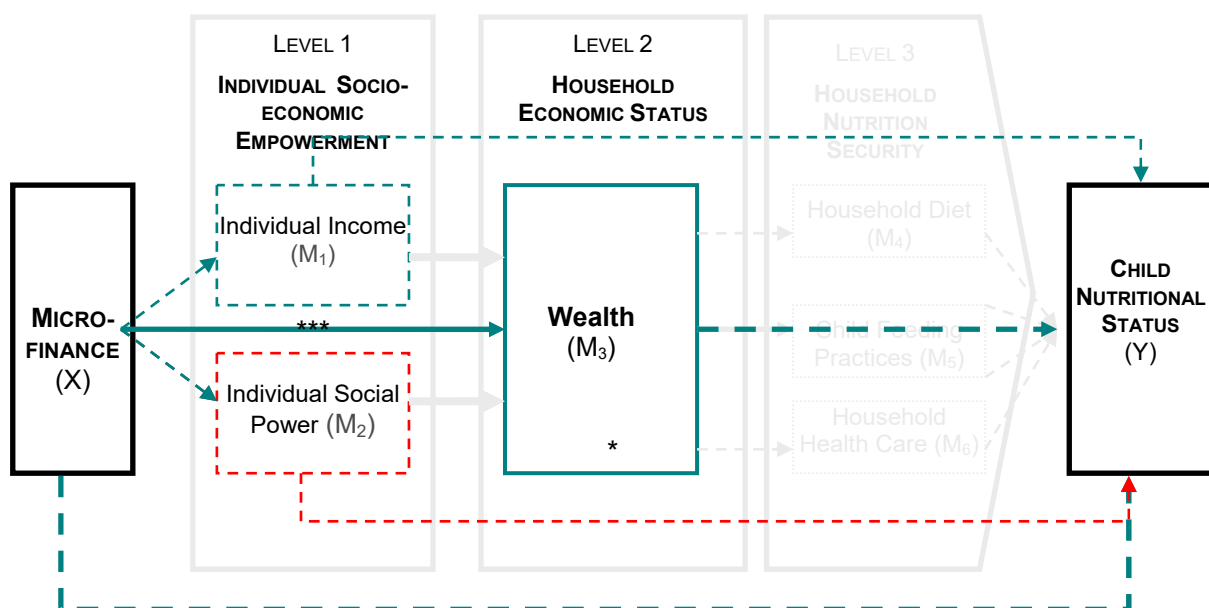 LEVEL 1
INDIVIDUAL SOCIO-
ECONOMIC
EMPOWERMENT
LEVEL 2
HOUSEHOLD
ECONOMIC STATUS
LEVEL 3
HOUSEHOLD
NUTRITION
SECURITY
MICRO-
FINANCE
(X)
Individual Income
(M1)
***
Individual Social
Power (M2)
Wealth
(M3)
*
Household Diet
(M4)
Child Feeding
Practices (M5)
Household
Health Care (M6)
CHILD
NUTRITIONAL
STATUS
(Y)